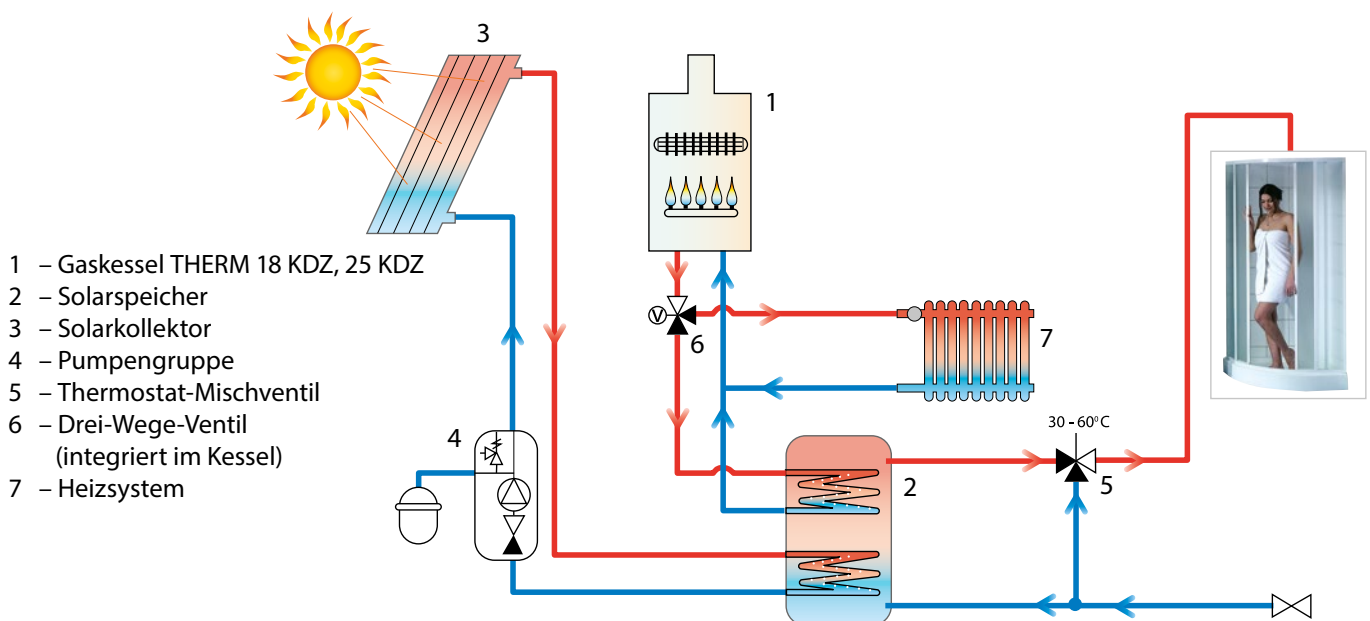 3
1
1 – Gaskessel THERM 18 KDZ, 25 KDZ
2 – Solarspeicher
3 – Solarkollektor
4 – Pumpengruppe
5 – Thermostat-Mischventil
6 – Drei-Wege-Ventil
(integriert im Kessel)
7 – Heizsystem
V
6
7
4
30 - 60⁰C
2
5